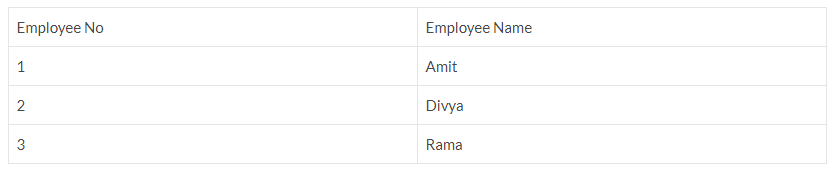 Employee No Employee Name
1 Amit
2 Divya
3 Rama